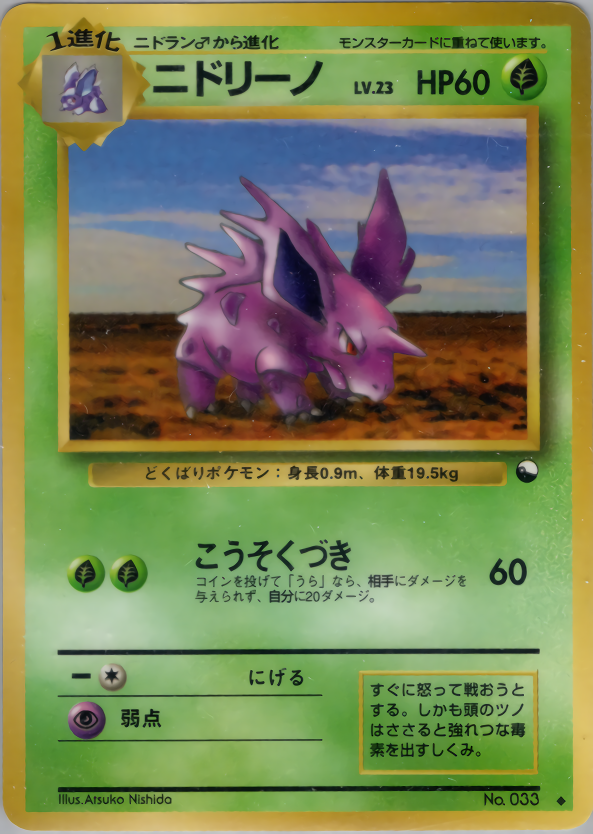 1進化
ニドラン♂から進化
モンスターカードに重ねて使います。
ニドリーノ LV.23 HP60
どくばりポケモン：身長0.9m、体重19.5kg
こうそくづき 60
コインを投げて「うら」なら、相手にダメージを
与えられず、自分に20ダメージ。
にげる
弱点
すぐに怒って戦おうと
する。しかも頭のツノ
はささると強れつな毒
素を出すしくみ。
Illus.Atsuko Nishida
No. 033